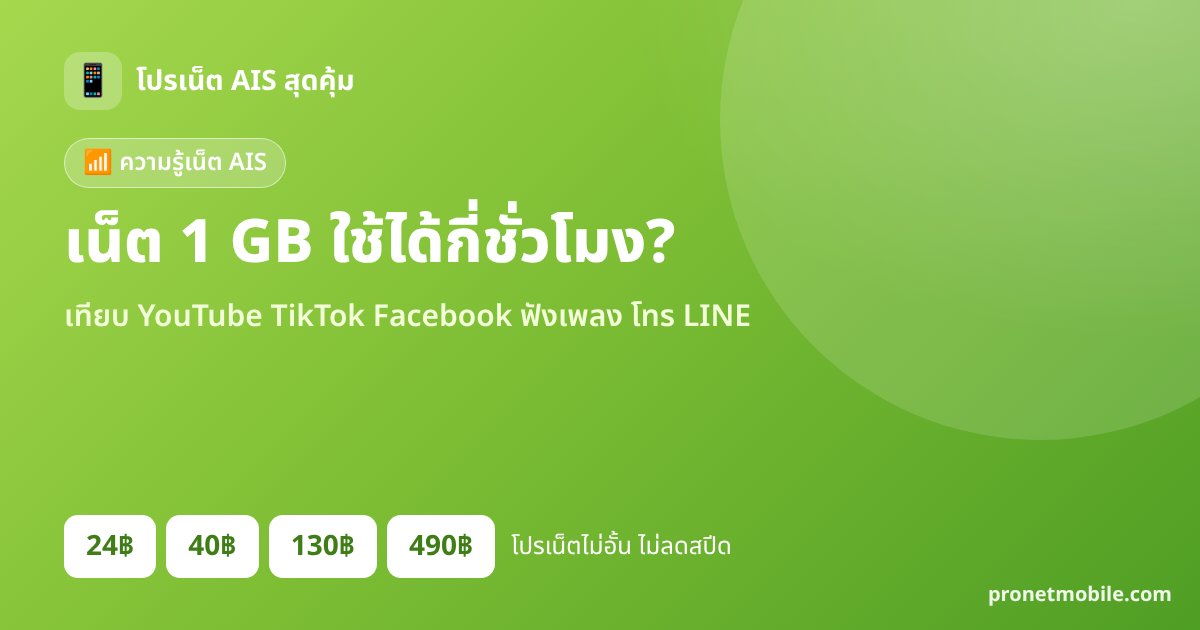 โปรเน็ต AIS สุดคุ้ม
ความรู้เน็ต AIS
เน็ต 1 GB ใช้ได้กี่ชั่วโมง?
เทียบ YouTube TikTok Facebook ฟังเพลง โทร LINE
24฿ 40฿ 130฿ 490฿ โปรเน็ตไม่อั้น ไม่ลดสปีด
pronetmobile.com